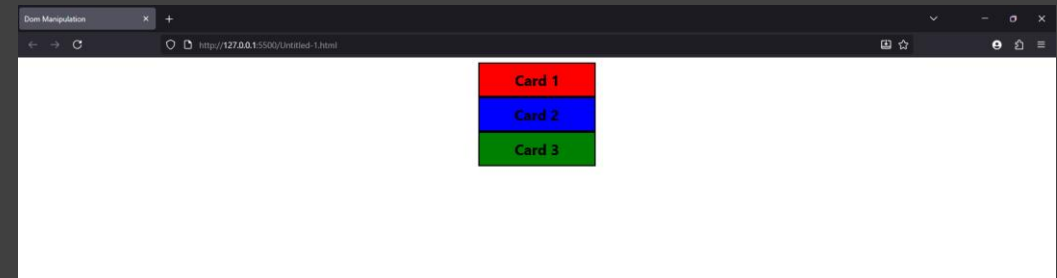 Dom Manipulation
http://127.0.0.1:5500/Untitled-1.html
Card 1
Card 2
Card 3